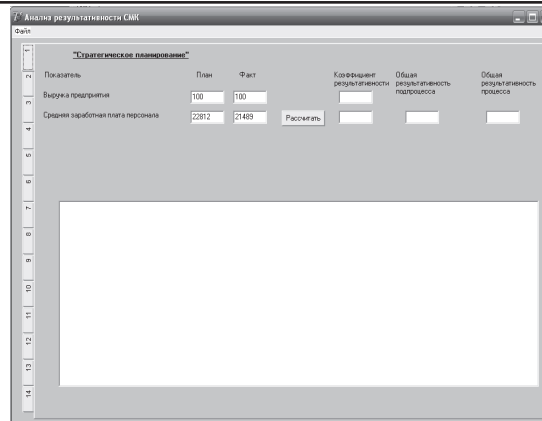 Анализ результативности СМК
Файл
"Стратегическое планирование"
Показатель План Факт Коэффициент результативности Общая результативность подпроцесса Общая результативность процесса
Выручка предприятия 100 100
Средняя заработная плата персонала 22812 21489 Рассчитать
1
2
3
4
5
6
7
8
9
10
11
12
13
14